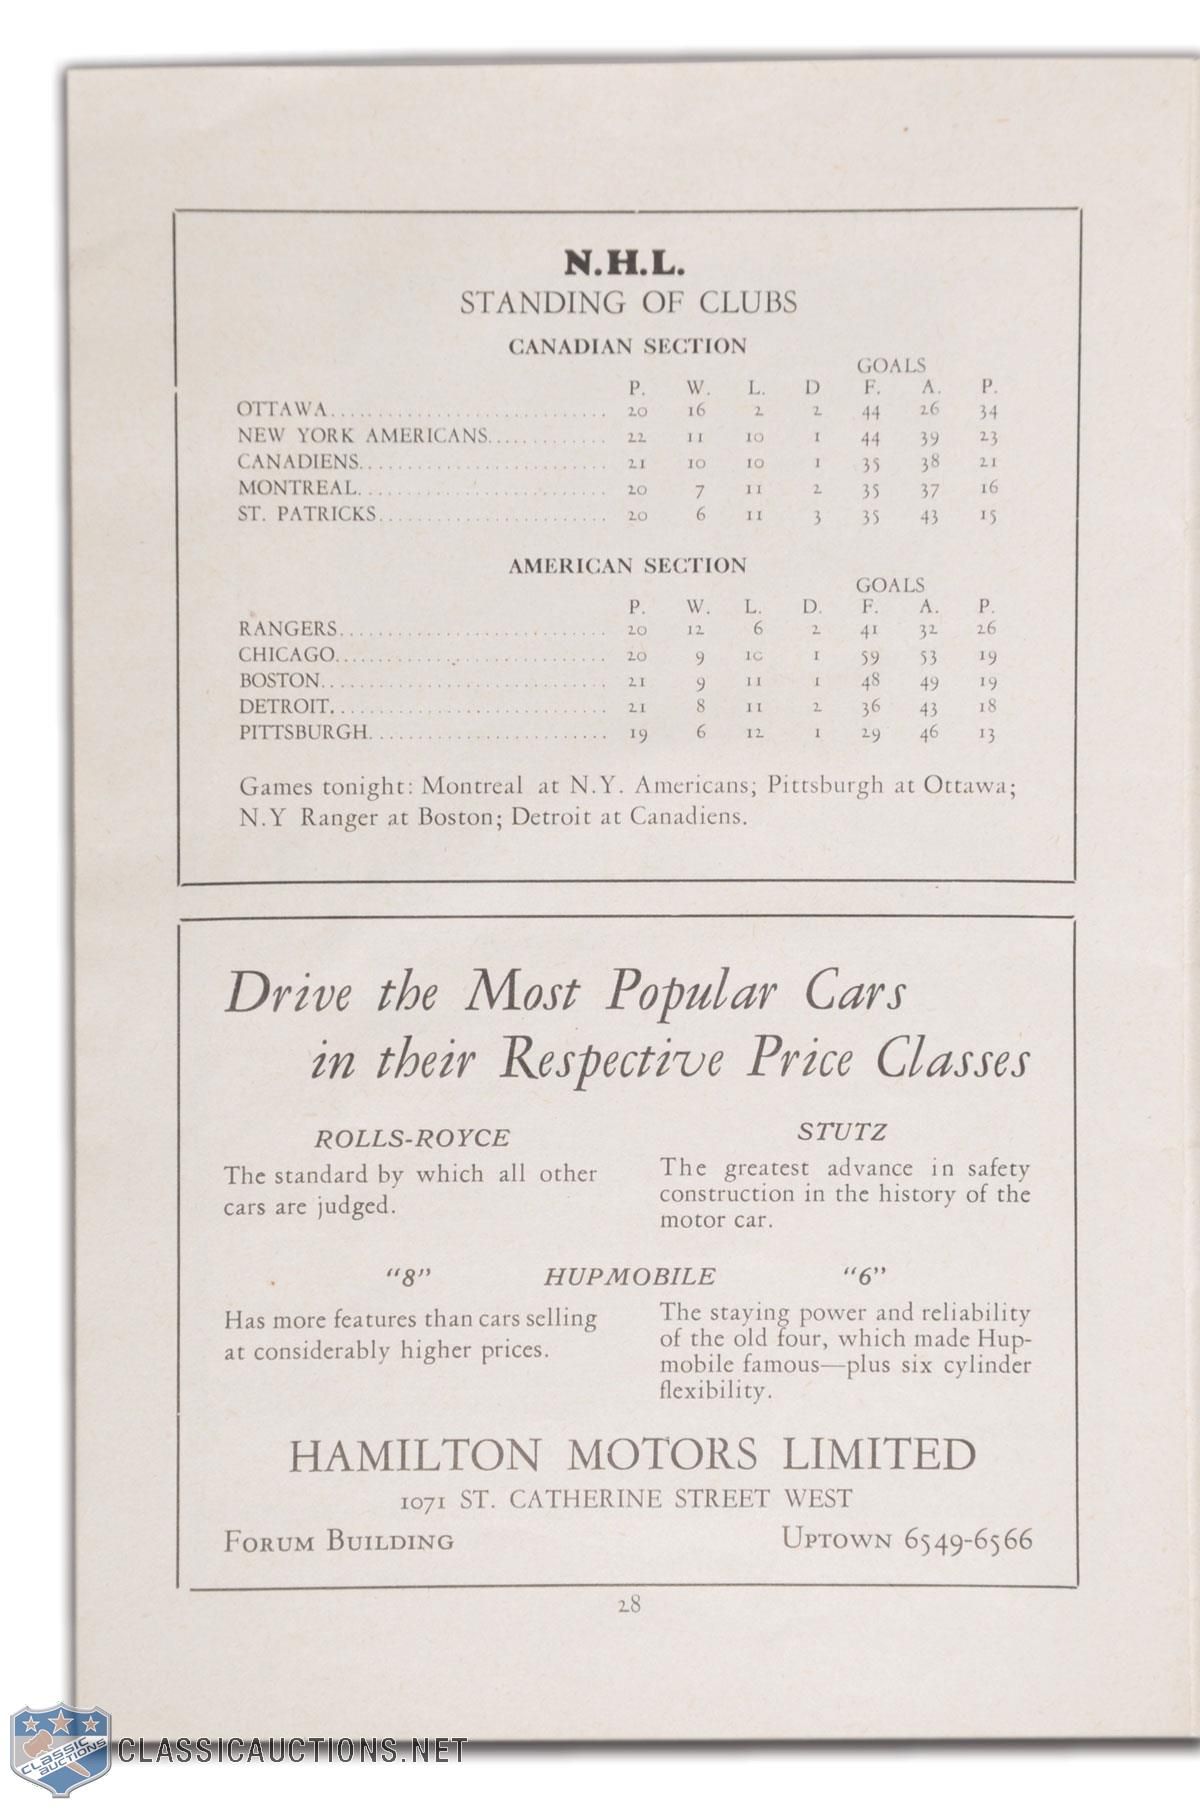 N.H.L.
STANDING OF CLUBS
CANADIAN SECTION
GOALS
P. W. L. D F. A. P.
OTTAWA............................ 20 16 2 2 44 26 34
NEW YORK AMERICANS............ 22 11 10 1 44 39 23
CANADIENS......................... 21 10 10 1 35 38 21
MONTREAL......................... 20 7 11 2 35 37 16
ST. PATRICKS....................... 20 6 11 3 35 43 15
AMERICAN SECTION
GOALS
P. W. L. D. F. A. P.
RANGERS........................... 20 12 6 2 41 32 26
CHICAGO........................... 20 9 10 1 59 53 19
BOSTON............................. 21 9 11 1 48 49 19
DETROIT............................ 21 8 11 2 36 43 18
PITTSBURGH........................ 19 6 12 1 29 46 13
Games tonight: Montreal at N.Y. Americans; Pittsburgh at Ottawa;
N.Y Ranger at Boston; Detroit at Canadiens.
Drive the Most Popular Cars
in their Respective Price Classes
ROLLS-ROYCE
The standard by which all other
cars are judged.
STUTZ
The greatest advance in safety
construction in the history of the
motor car.
"8" HUPMOBILE "6"
Has more features than cars selling
at considerably higher prices.
The staying power and reliability
of the old four, which made Hup-
mobile famous—plus six cylinder
flexibility.
HAMILTON MOTORS LIMITED
1071 ST. CATHERINE STREET WEST
FORUM BUILDING UPTOWN 6549-6566
28
CLASSIC
AUCTIONS
CLASSICAUCTIONS.NET